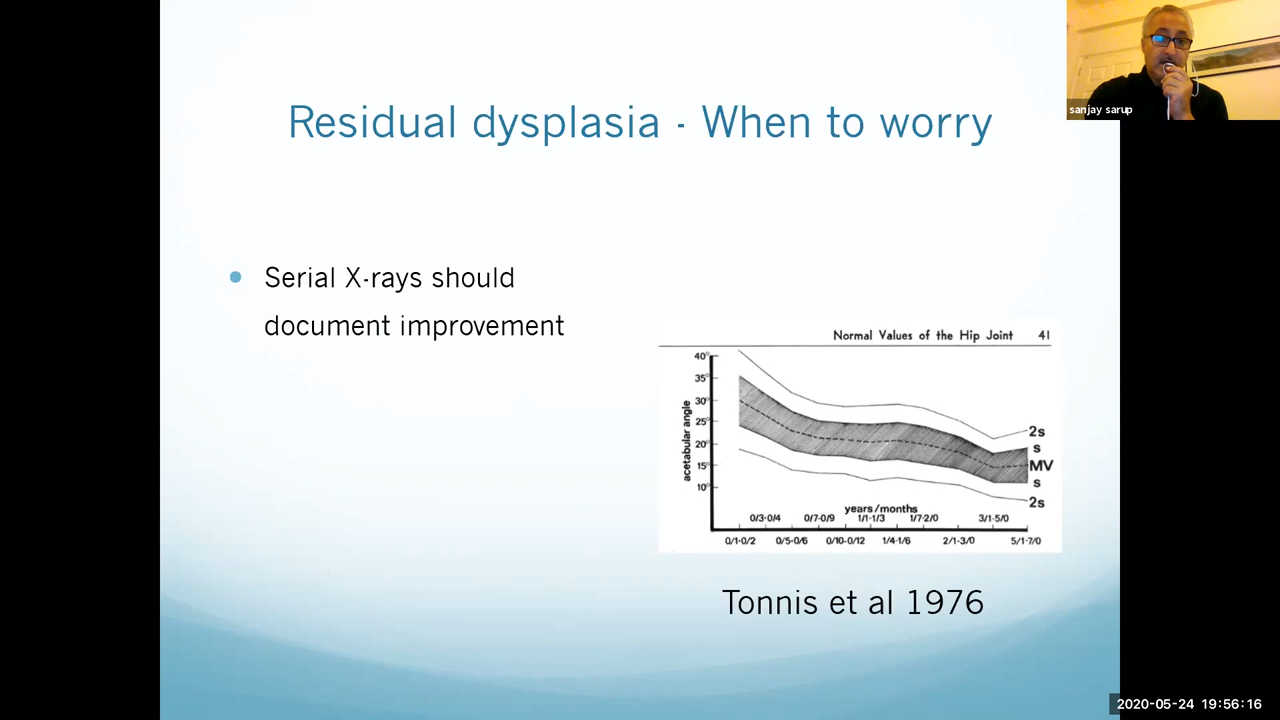 sanjay sarup
Residual dysplasia - When to worry
Serial X-rays should
document improvement
Normal Values of the Hip Joint 41
40°
35°
30°
25°
20°
15°
10°
acetabular angle
2s
s
MV
s
2s
years/months
0/3-0/4 0/7-0/9 1/1-1/3 1/7-2/0 3/1-5/0
0/1-0/2 0/5-0/6 0/10-0/12 1/4-1/6 2/1-3/0 5/1-7/0
Tonnis et al 1976
2020-05-24 19:56:16